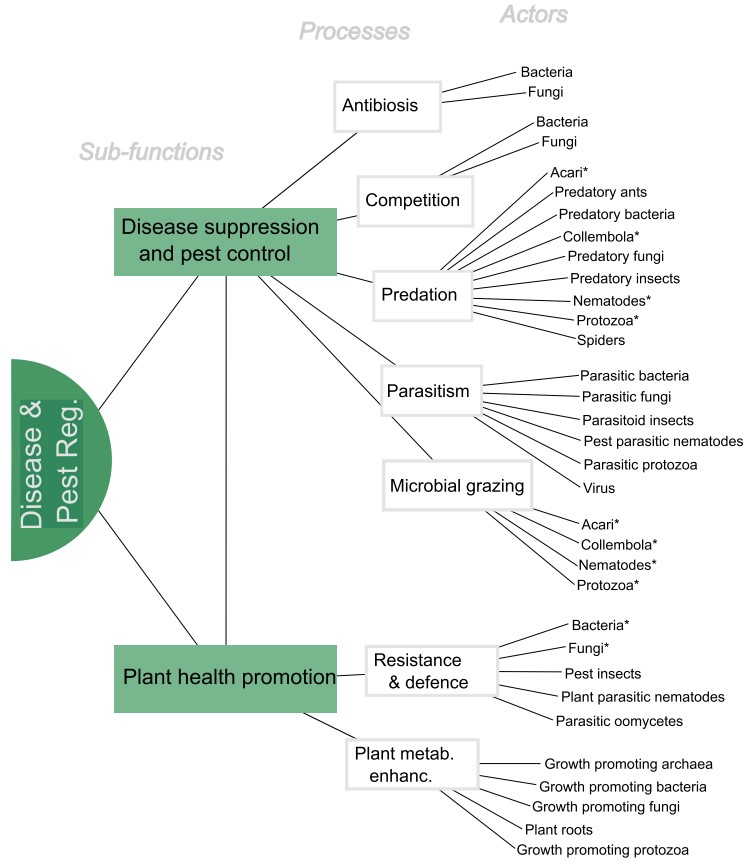 Actors
Processes
Sub-functions
Disease &
Pest Reg.
Disease suppression
and pest control
Antibiosis
Bacteria
Fungi
Competition
Bacteria
Fungi
Predation
Acari*
Predatory ants
Predatory bacteria
Collembola*
Predatory fungi
Predatory insects
Nematodes*
Protozoa*
Spiders
Parasitism
Parasitic bacteria
Parasitic fungi
Parasitoid insects
Pest parasitic nematodes
Parasitic protozoa
Virus
Microbial grazing
Acari*
Collembola*
Nematodes*
Protozoa*
Plant health promotion
Resistance
& defence
Bacteria*
Fungi*
Pest insects
Plant parasitic nematodes
Parasitic oomycetes
Plant metab.
enhanc.
Growth promoting archaea
Growth promoting bacteria
Growth promoting fungi
Plant roots
Growth promoting protozoa